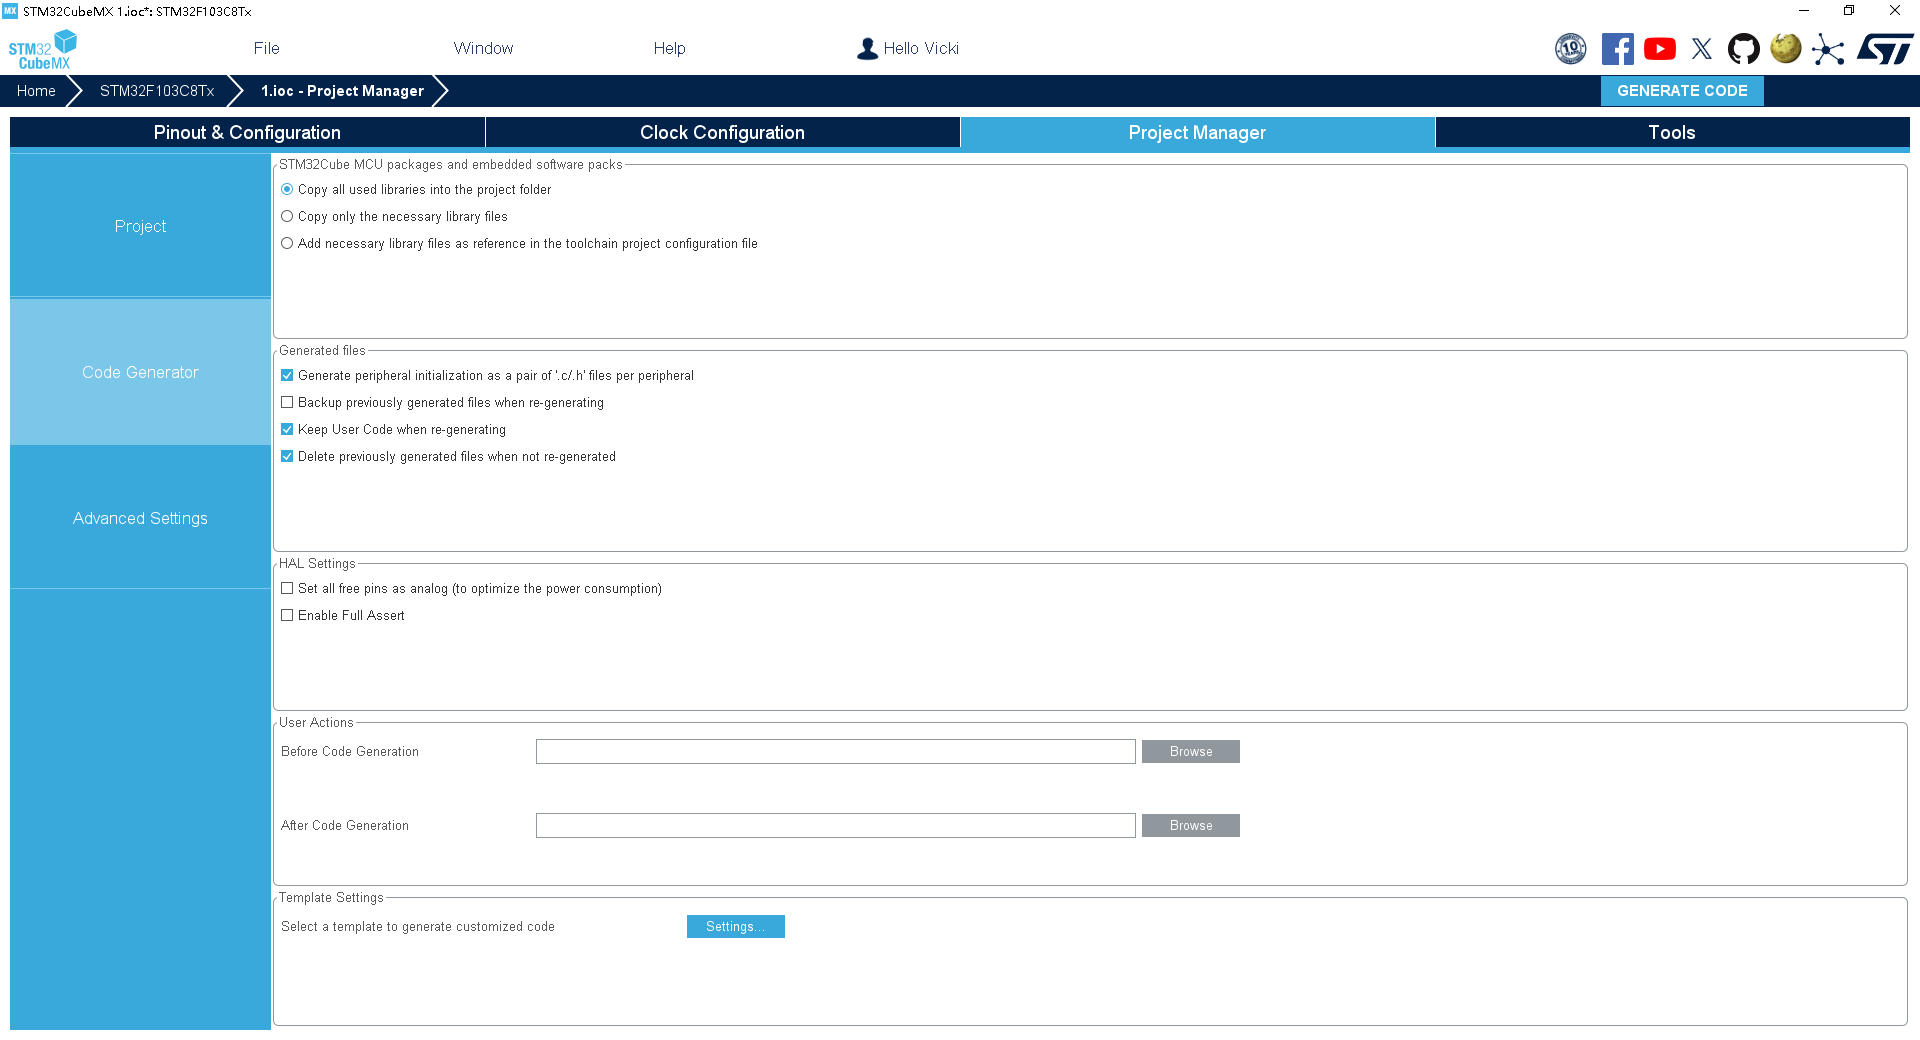 MX STM32CubeMX 1.ioc*: STM32F103C8Tx
STM32
CubeMX
File
Window
Help
Hello Vicki
10
Home
STM32F103C8Tx
1.ioc - Project Manager
GENERATE CODE
Pinout & Configuration
Clock Configuration
Project Manager
Tools
Project
Code Generator
Advanced Settings
STM32Cube MCU packages and embedded software packs
Copy all used libraries into the project folder
Copy only the necessary library files
Add necessary library files as reference in the toolchain project configuration file
Generated files
Generate peripheral initialization as a pair of '.c/.h' files per peripheral
Backup previously generated files when re-generating
Keep User Code when re-generating
Delete previously generated files when not re-generated
HAL Settings
Set all free pins as analog (to optimize the power consumption)
Enable Full Assert
User Actions
Before Code Generation
Browse
After Code Generation
Browse
Template Settings
Select a template to generate customized code
Settings...